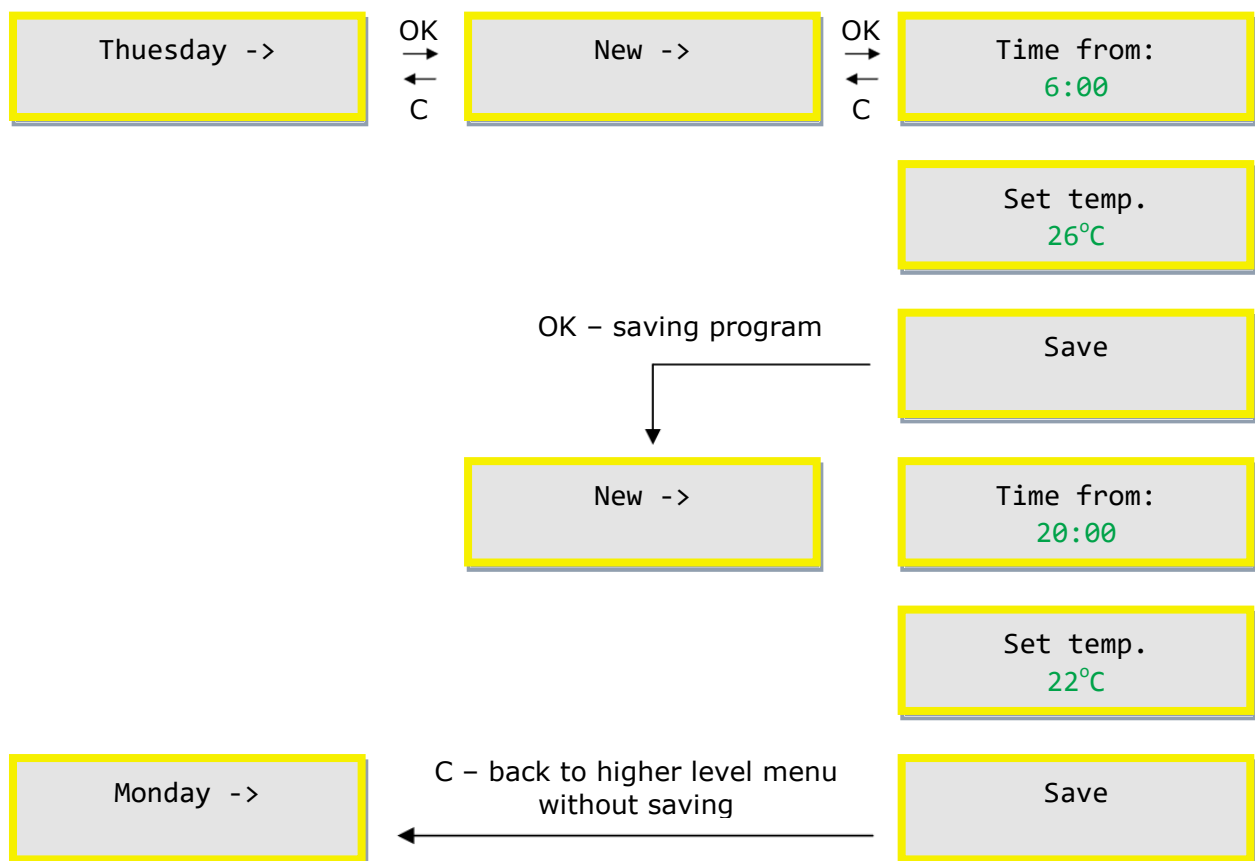 Thuesday ->
OK
C
New ->
OK
C
Time from:
6:00
Set temp.
26°C
OK – saving program
Save
New ->
Time from:
20:00
Set temp.
22°C
Monday ->
C – back to higher level menu
without saving
Save